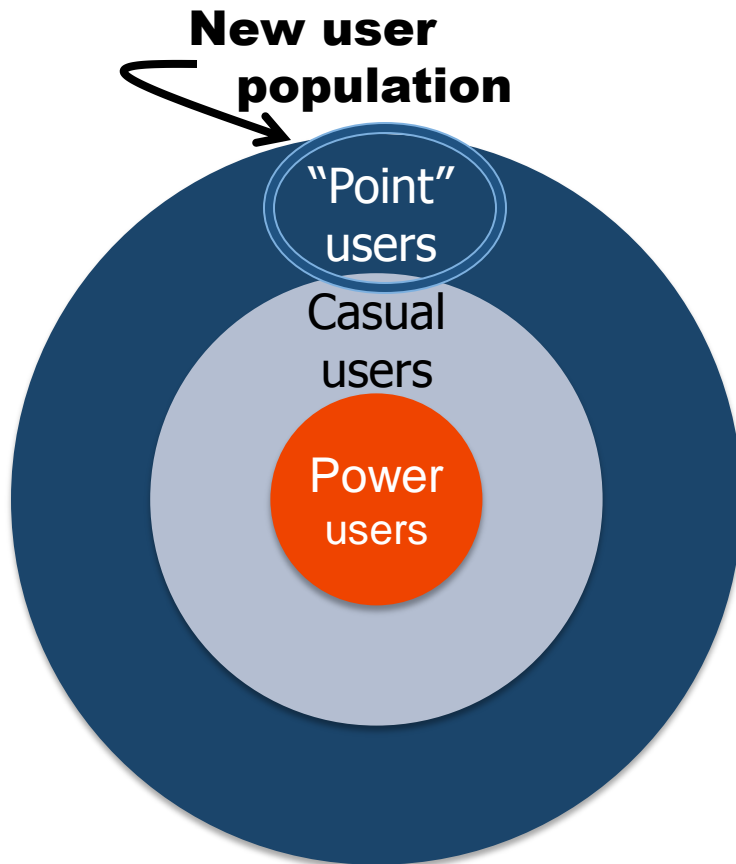 New user
population
“Point”
users
Casual
users
Power
users